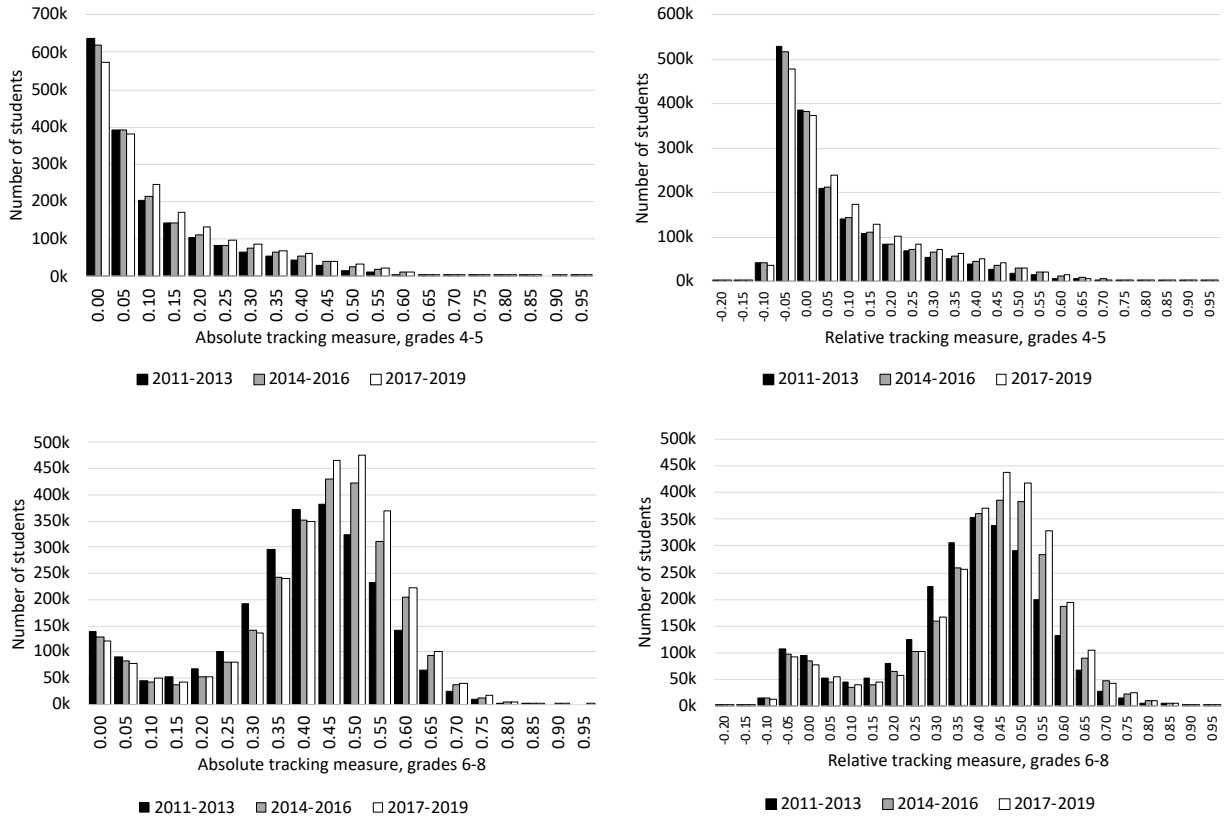 700k
600k
500k
400k
300k
200k
100k
0k
Number of students
0.00 0.05 0.10 0.15 0.20 0.25 0.30 0.35 0.40 0.45 0.50 0.55 0.60 0.65 0.70 0.75 0.80 0.85 0.90 0.95
Absolute tracking measure, grades 4-5
2011-2013 2014-2016 2017-2019
600k
500k
400k
300k
200k
100k
0k
Number of students
-0.20 -0.15 -0.10 -0.05 0.00 0.05 0.10 0.15 0.20 0.25 0.30 0.35 0.40 0.45 0.50 0.55 0.60 0.65 0.70 0.75 0.80 0.85 0.90 0.95
Relative tracking measure, grades 4-5
2011-2013 2014-2016 2017-2019
500k
450k
400k
350k
300k
250k
200k
150k
100k
50k
0k
Number of students
0.00 0.05 0.10 0.15 0.20 0.25 0.30 0.35 0.40 0.45 0.50 0.55 0.60 0.65 0.70 0.75 0.80 0.85 0.90 0.95
Absolute tracking measure, grades 6-8
2011-2013 2014-2016 2017-2019
500k
450k
400k
350k
300k
250k
200k
150k
100k
50k
0k
Number of students
-0.20 -0.15 -0.10 -0.05 0.00 0.05 0.10 0.15 0.20 0.25 0.30 0.35 0.40 0.45 0.50 0.55 0.60 0.65 0.70 0.75 0.80 0.85 0.90 0.95
Relative tracking measure, grades 6-8
2011-2013 2014-2016 2017-2019